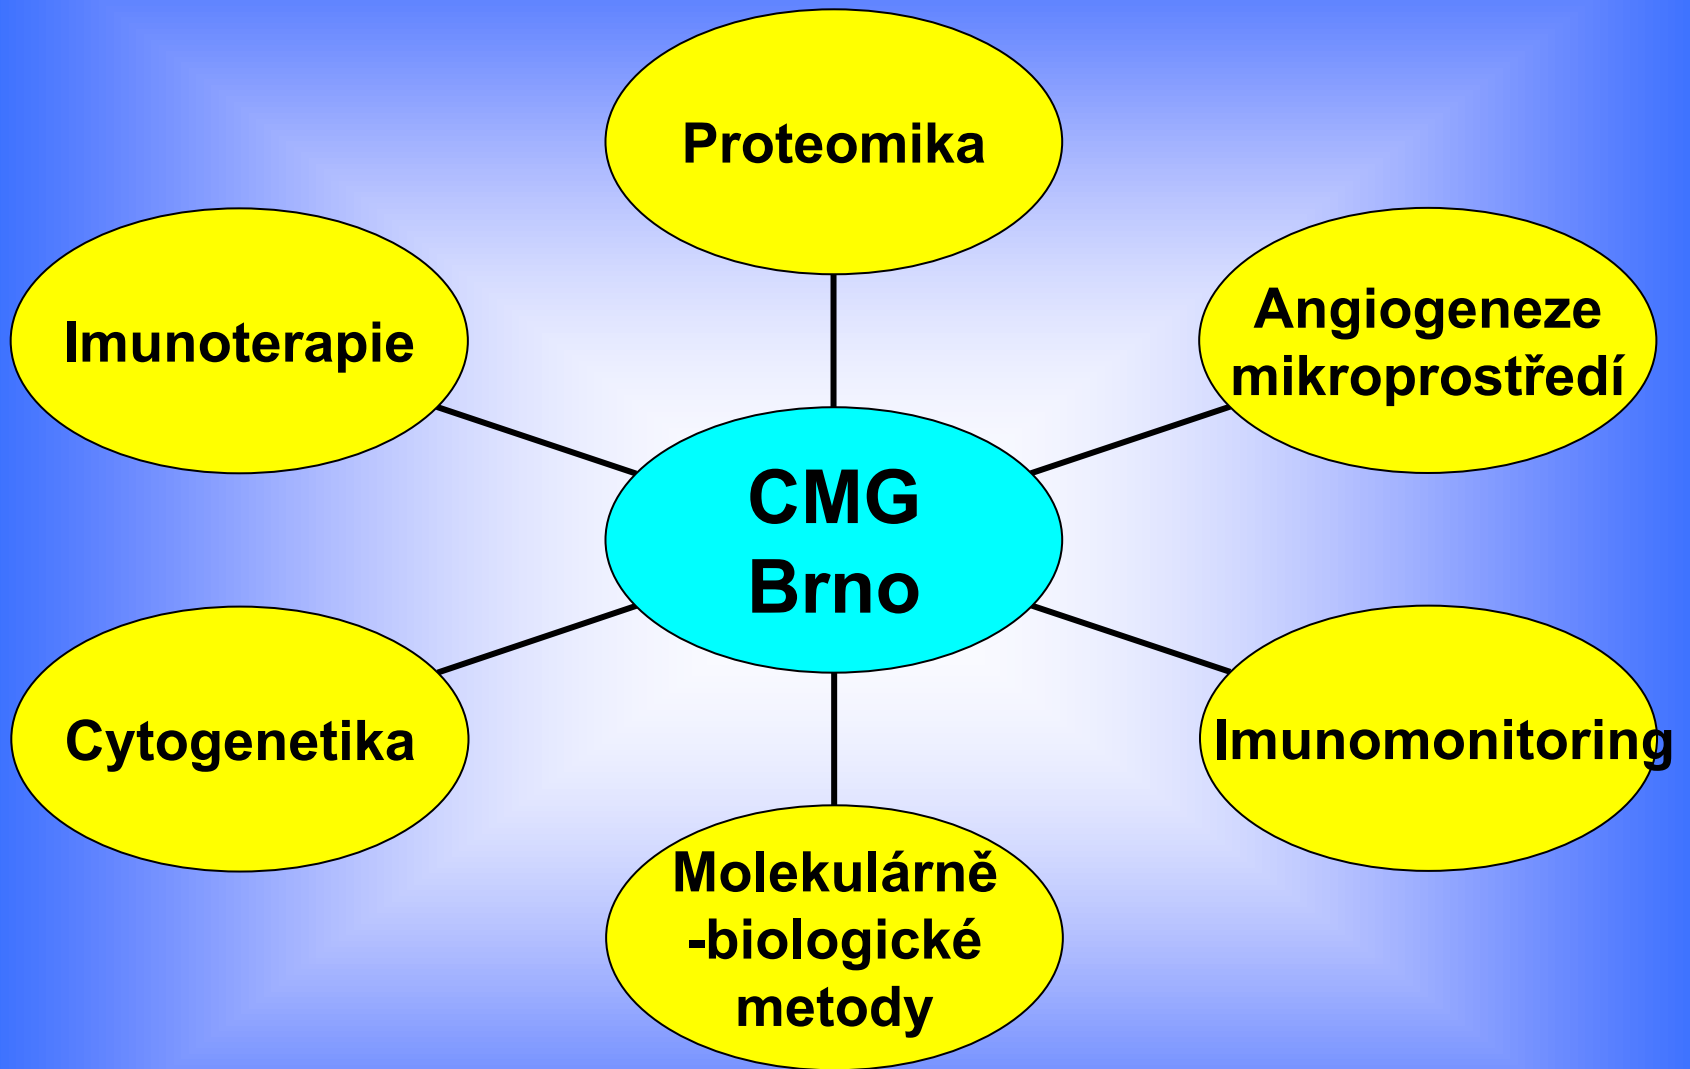 Proteomika
Imunoterapie
Angiogeneze
mikroprostředí
CMG
Brno
Cytogenetika
Imunomonitoring
Molekulárně
-biologické
metody